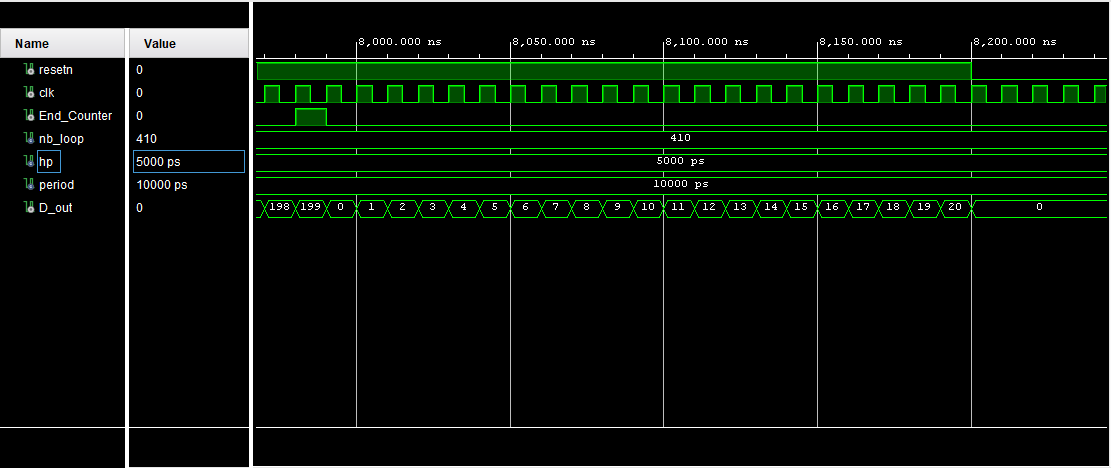 Name Value
8,000.000 ns 8,050.000 ns 8,100.000 ns 8,150.000 ns 8,200.000 ns
resetn 0
clk 0
End_Counter 0
nb_loop 410 410
hp 5000 ps 5000 ps
period 10000 ps 10000 ps
D_out 0 198 199 0 1 2 3 4 5 6 7 8 9 10 11 12 13 14 15 16 17 18 19 20 0